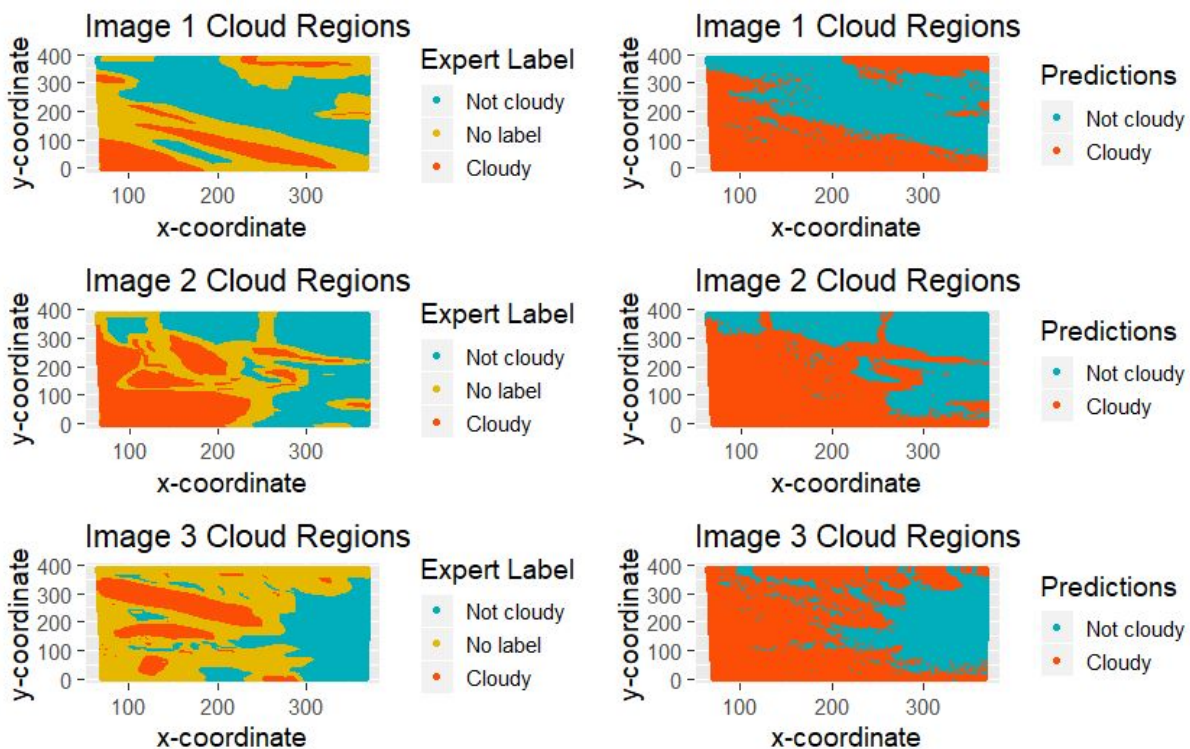 Image 1 Cloud Regions
y-coordinate
400
300
200
100
0
100 200 300
x-coordinate
Expert Label
Not cloudy
No label
Cloudy
Image 1 Cloud Regions
y-coordinate
400
300
200
100
0
100 200 300
x-coordinate
Predictions
Not cloudy
Cloudy
Image 2 Cloud Regions
y-coordinate
400
300
200
100
0
100 200 300
x-coordinate
Expert Label
Not cloudy
No label
Cloudy
Image 2 Cloud Regions
y-coordinate
400
300
200
100
0
100 200 300
x-coordinate
Predictions
Not cloudy
Cloudy
Image 3 Cloud Regions
y-coordinate
400
300
200
100
0
100 200 300
x-coordinate
Expert Label
Not cloudy
No label
Cloudy
Image 3 Cloud Regions
y-coordinate
400
300
200
100
0
100 200 300
x-coordinate
Predictions
Not cloudy
Cloudy